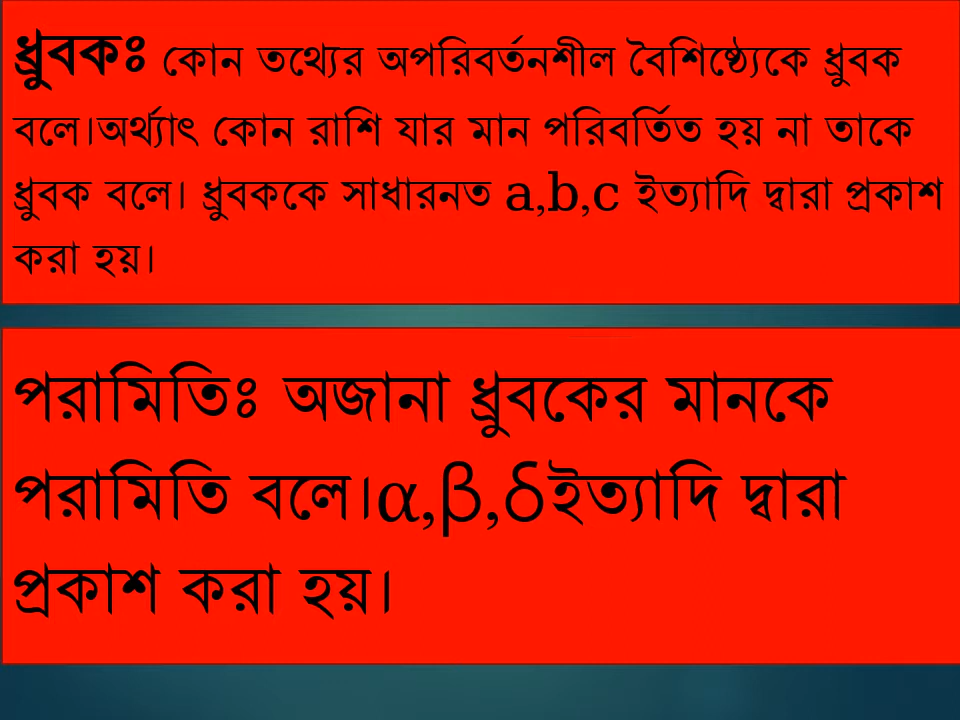 ধ্রুবকঃ কোন তথ্যের অপরিবর্তনশীল বৈশিষ্ঠ্যেকে ধ্রুবক
বলে।অর্থ্যাৎ কোন রাশি যার মান পরিবর্তিত হয় না তাকে
ধ্রুবক বলে। ধ্রুবককে সাধারনত a,b,c ইত্যাদি দ্বারা প্রকাশ
করা হয়।
পরামিতিঃ অজানা ধ্রুবকের মানকে
পরামিতি বলে।α,β,δইত্যাদি দ্বারা
প্রকাশ করা হয়।